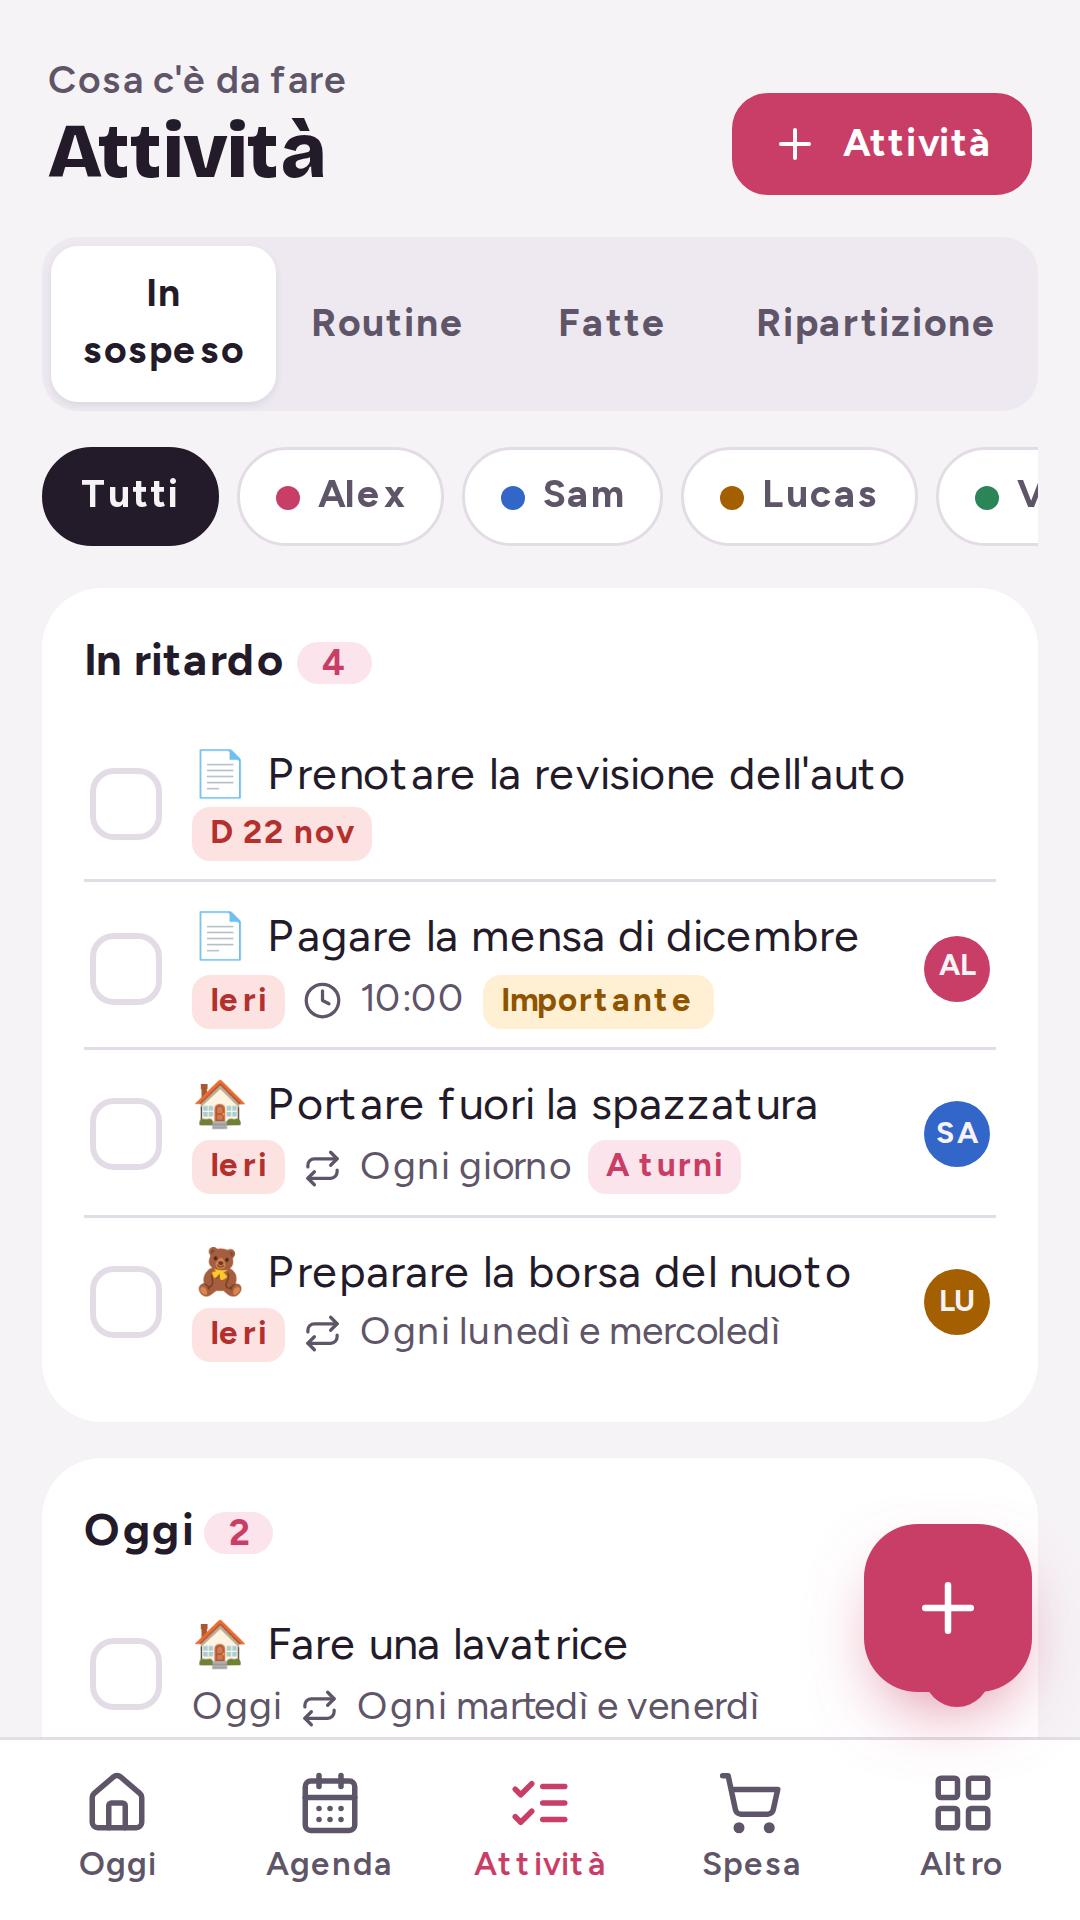 Cosa c'è da fare
Attività
Attività
In
sospeso
Routine
Fatte
Ripartizione
Tutti
Alex
Sam
Lucas
V
In ritardo 4
Prenotare la revisione dell'auto
D 22 nov
Pagare la mensa di dicembre
AL
Ieri 10:00 Importante
Portare fuori la spazzatura
SA
Ieri Ogni giorno A turni
Preparare la borsa del nuoto
LU
Ieri Ogni lunedì e mercoledì
Oggi 2
Fare una lavatrice
Oggi Ogni martedì e venerdì
Oggi
Agenda
Attività
Spesa
Altro